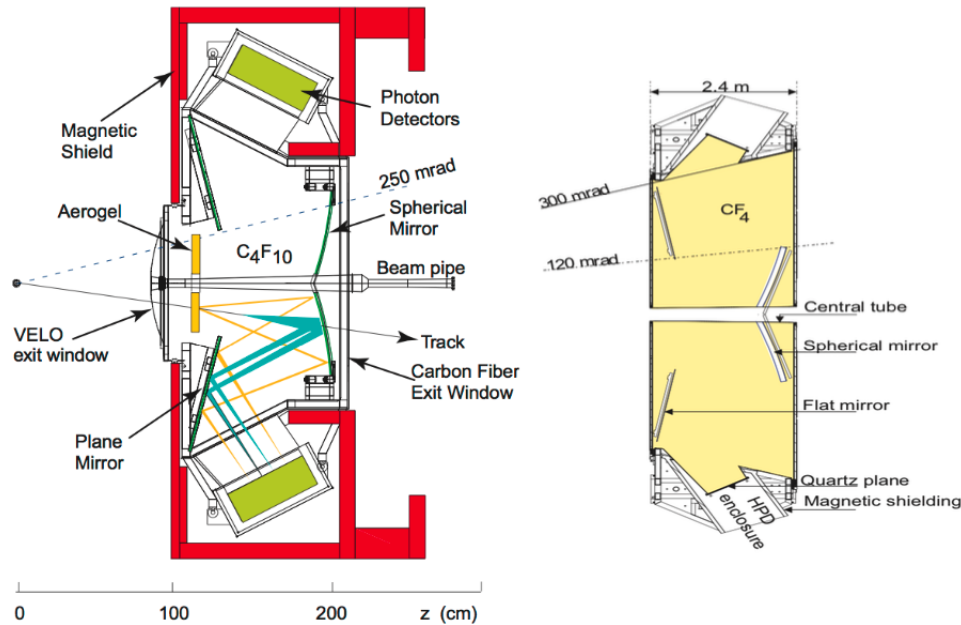 Magnetic
Shield
Photon
Detectors
250 mrad
Aerogel
Spherical
Mirror
C4F10
Beam pipe
VELO
exit window
Track
Carbon Fiber
Exit Window
Plane
Mirror
0
100
200
z (cm)
2.4 m
300 mrad
CF4
120 mrad
Central tube
Spherical mirror
Flat mirror
Quartz plane
Magnetic shielding
HPD
enclosure